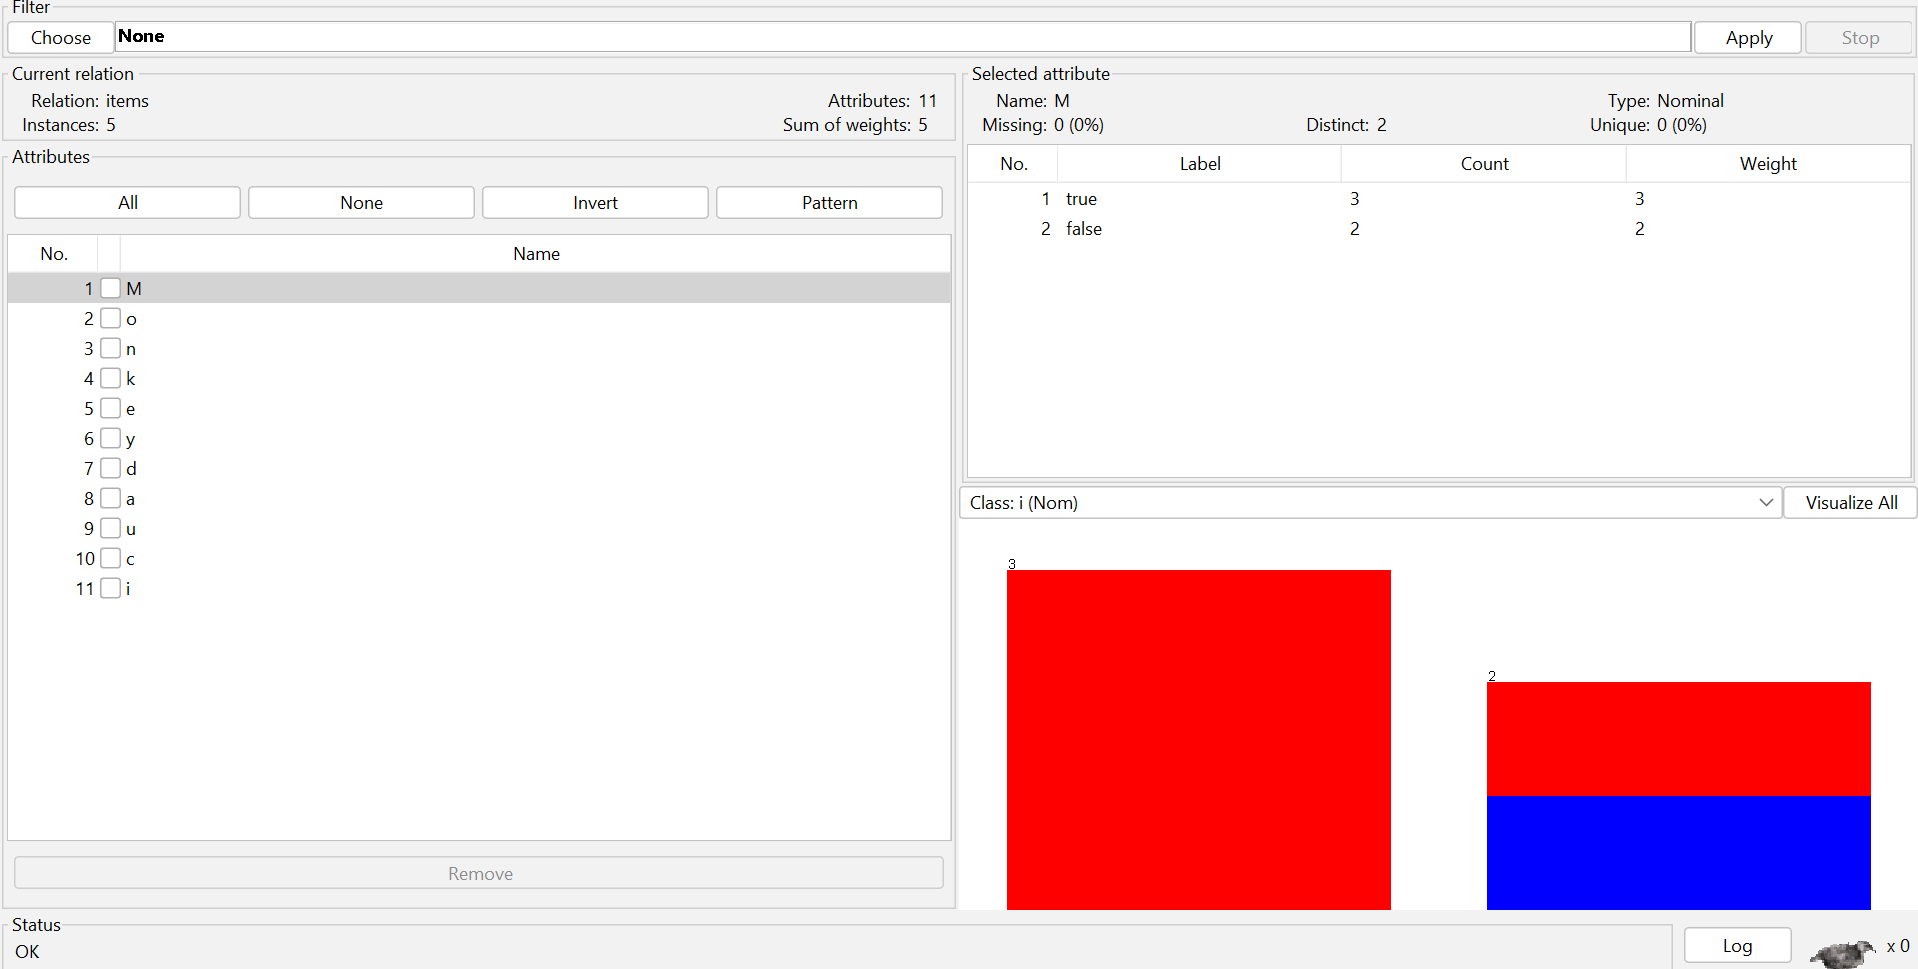 Filter
Choose None Apply Stop
Current relation
Relation: items Attributes: 11
Instances: 5 Sum of weights: 5
Attributes
All None Invert Pattern
No. Name
1 M
2 o
3 n
4 k
5 e
6 y
7 d
8 a
9 u
10 c
11 i
Remove
Selected attribute
Name: M Type: Nominal
Missing: 0 (0%) Distinct: 2 Unique: 0 (0%)
No. Label Count Weight
1 true 3 3
2 false 2 2
Class: i (Nom) Visualize All
3
2
Status
OK
Log x 0